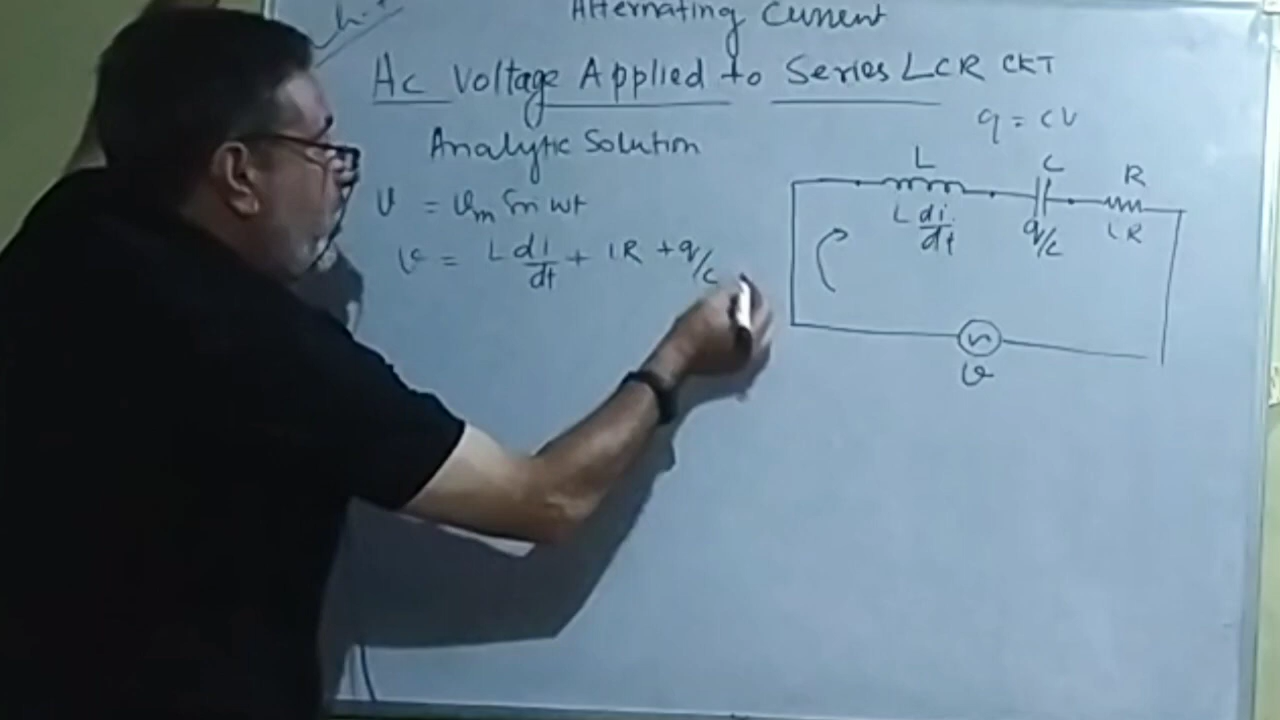 Alternating Current
Ac Voltage Applied to Series LCR CKT
Analytic Solution
q = CV
v = vm Sin wt
v = L di/dt + iR + q/c
L
C
R
L di/dt
q/c
iR
v